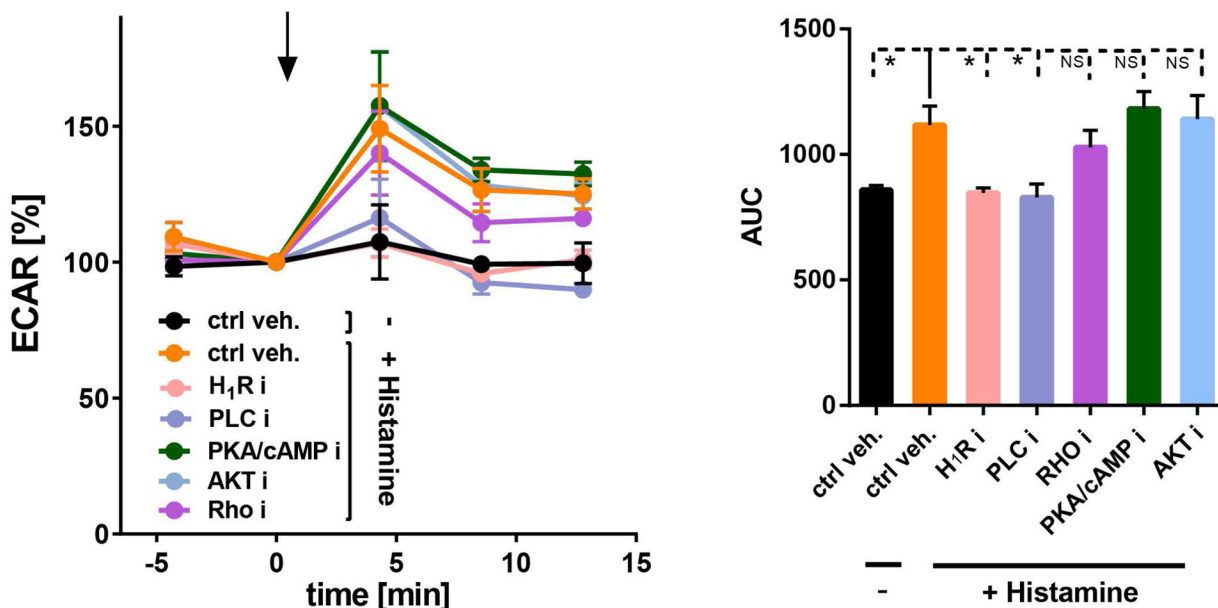 ECAR [%]
150
100
50
0
-5
0
5
10
15
time [min]
ctrl veh.
-
ctrl veh.
H₁R i
PLC i
PKA/cAMP i
AKT i
Rho i
+ Histamine
AUC
1500
1000
500
0
*
*
*
NS
NS
NS
ctrl veh.
ctrl veh.
H₁R i
PLC i
RHO i
PKA/cAMP i
AKT i
-
+ Histamine